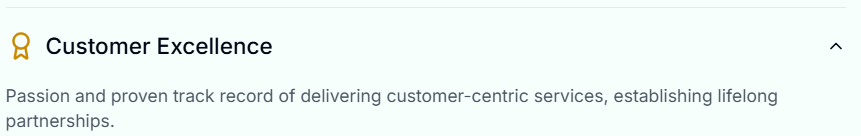 Customer Excellence
Passion and proven track record of delivering customer-centric services, establishing lifelong
partnerships.